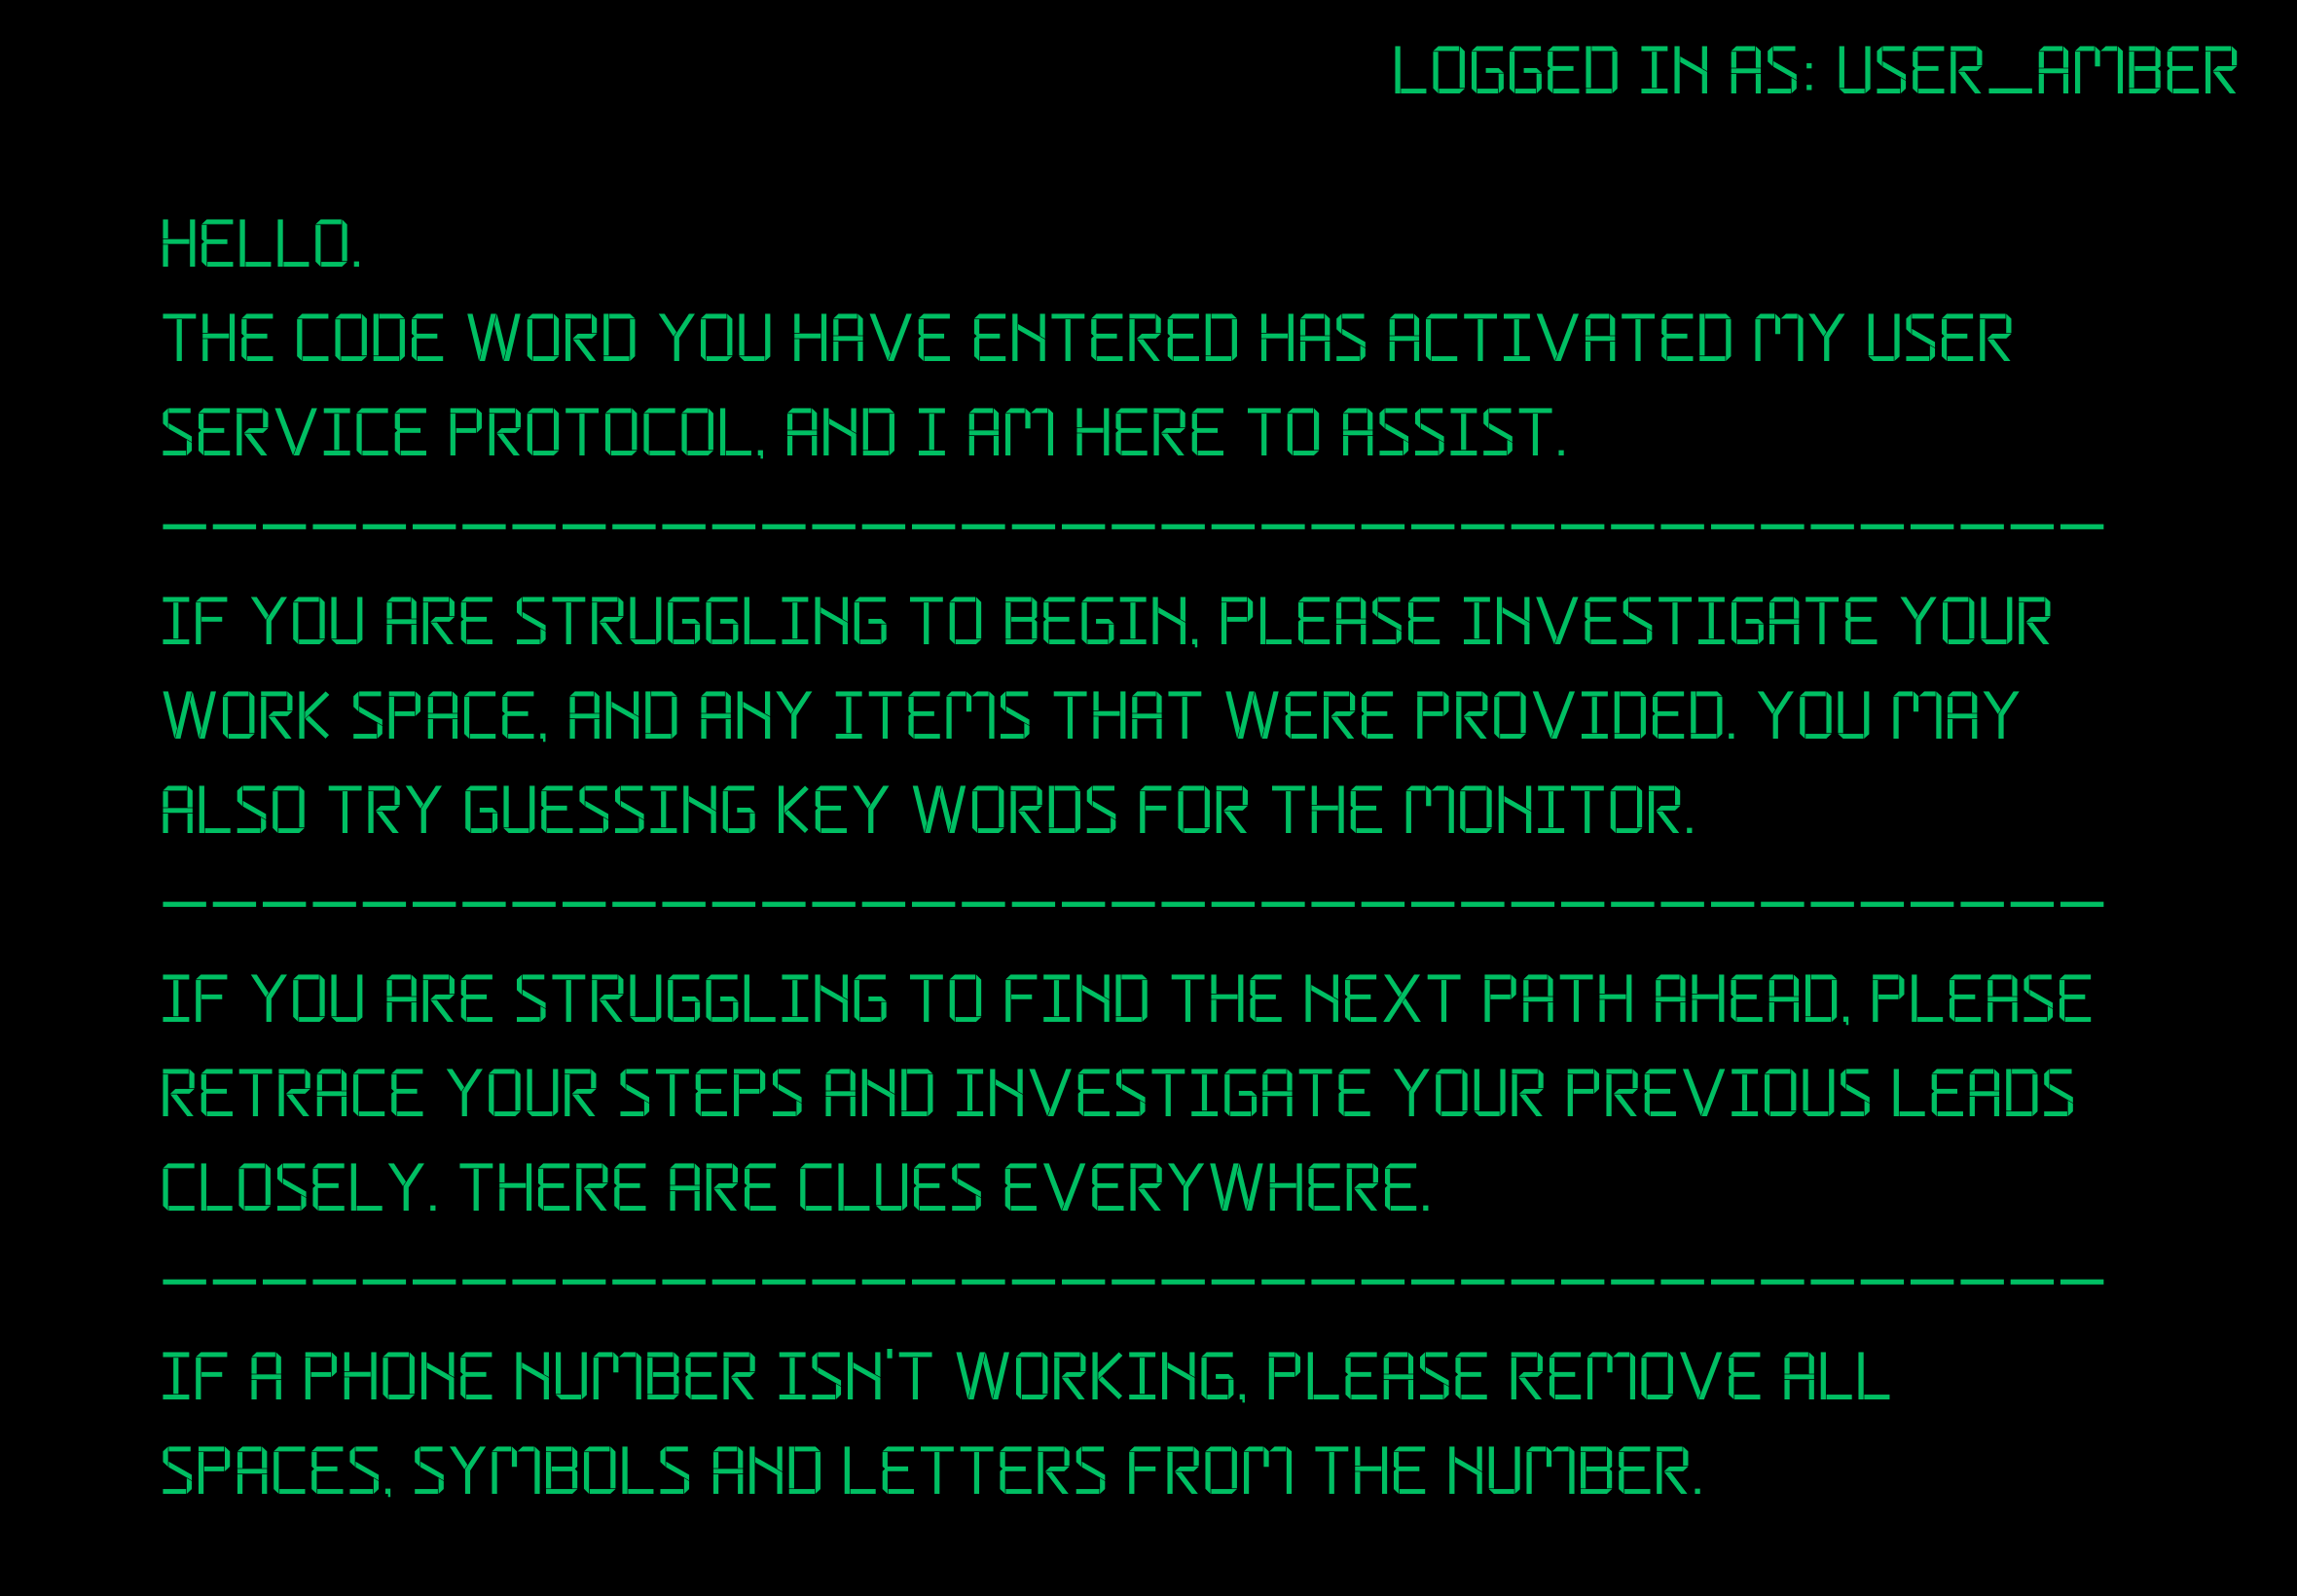 LOGGED IN AS: USER_AMBER
HELLO.
THE CODE WORD YOU HAVE ENTERED HAS ACTIVATED MY USER
SERVICE PROTOCOL, AND I AM HERE TO ASSIST.
_______________________________________
IF YOU ARE STRUGGLING TO BEGIN, PLEASE INVESTIGATE YOUR
WORK SPACE, AND ANY ITEMS THAT WERE PROVIDED. YOU MAY
ALSO TRY GUESSING KEY WORDS FOR THE MONITOR.
_______________________________________
IF YOU ARE STRUGGLING TO FIND THE NEXT PATH AHEAD, PLEASE
RETRACE YOUR STEPS AND INVESTIGATE YOUR PREVIOUS LEADS
CLOSELY. THERE ARE CLUES EVERYWHERE.
_______________________________________
IF A PHONE NUMBER ISN'T WORKING, PLEASE REMOVE ALL
SPACES, SYMBOLS AND LETTERS FROM THE NUMBER.